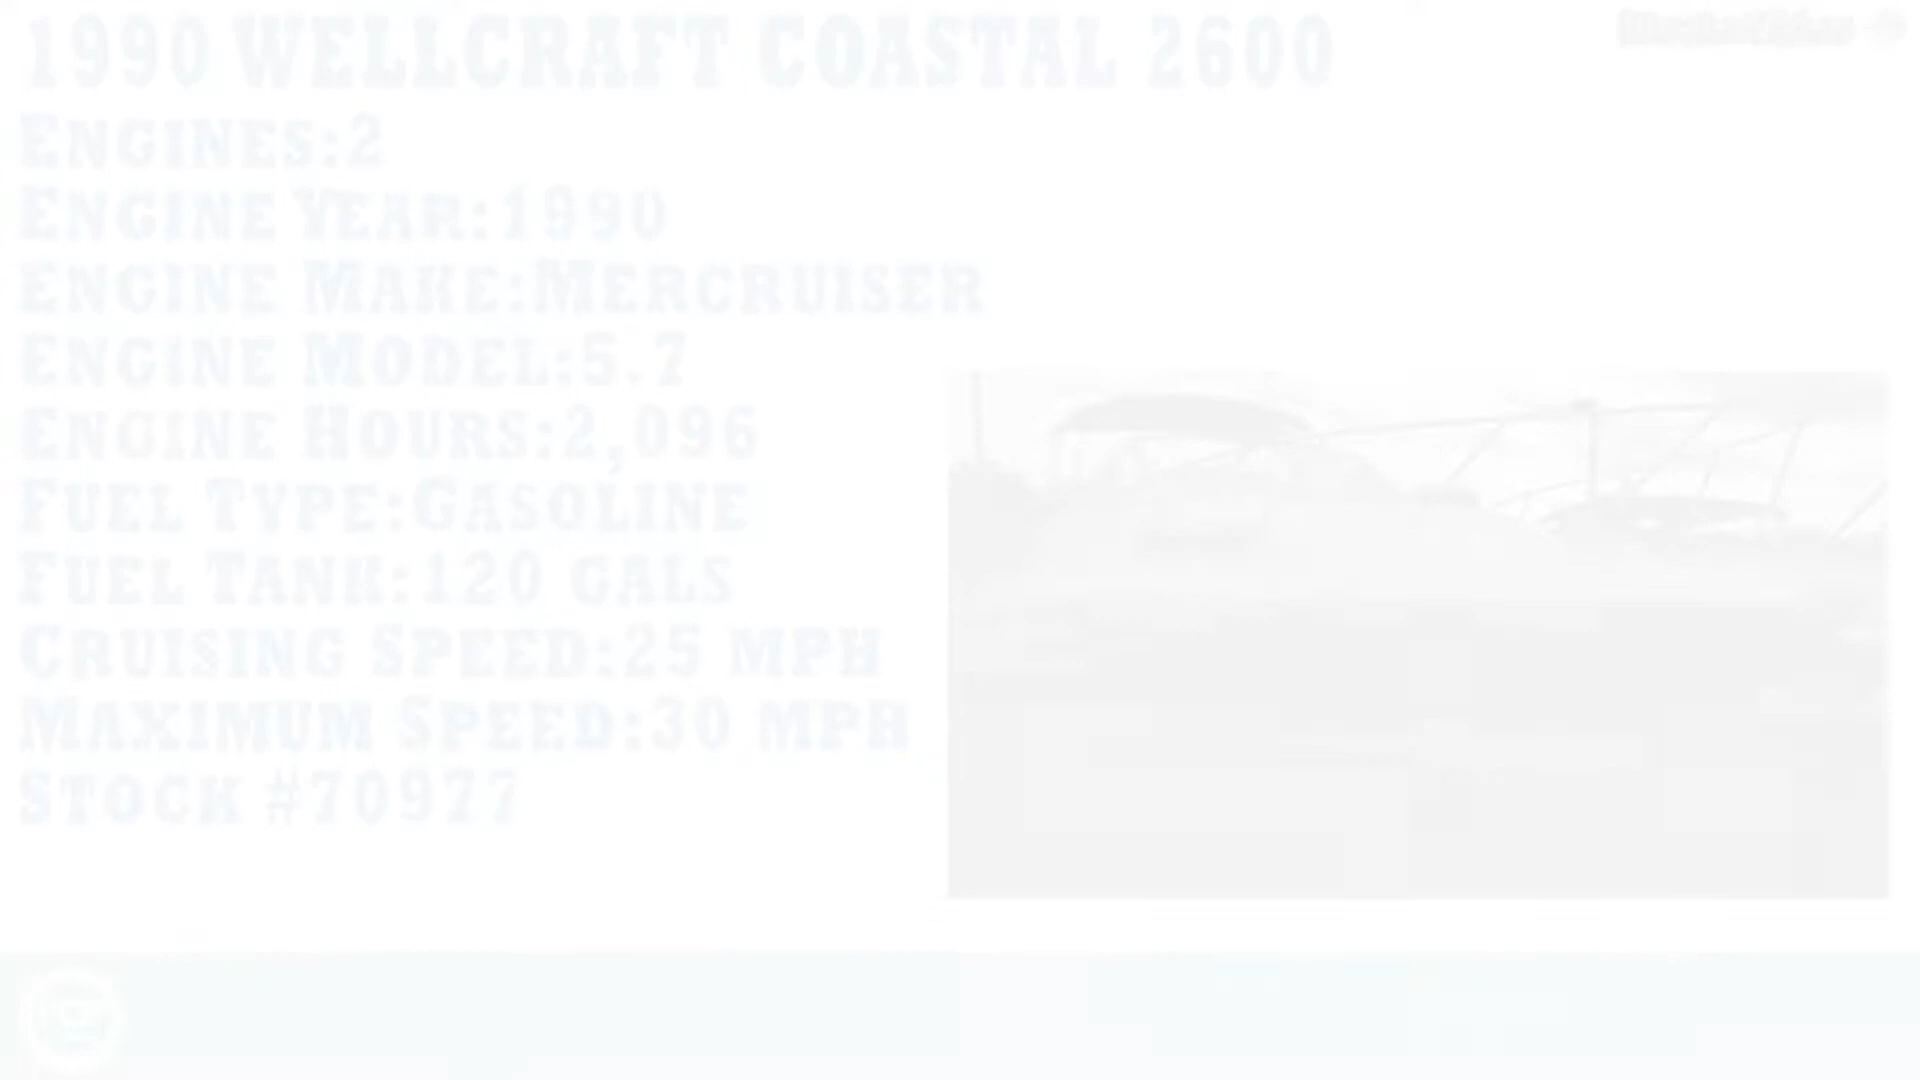 1990 WELLCRAFT COASTAL 2600
ENGINES:2
ENGINE YEAR:1990
ENGINE MAKE:MERCRUISER
ENGINE MODEL:5.7
ENGINE HOURS:2,096
FUEL TYPE:GASOLINE
FUEL TANK:120 GALS
CRUISING SPEED:25 MPH
MAXIMUM SPEED:30 MPH
STOCK #70977